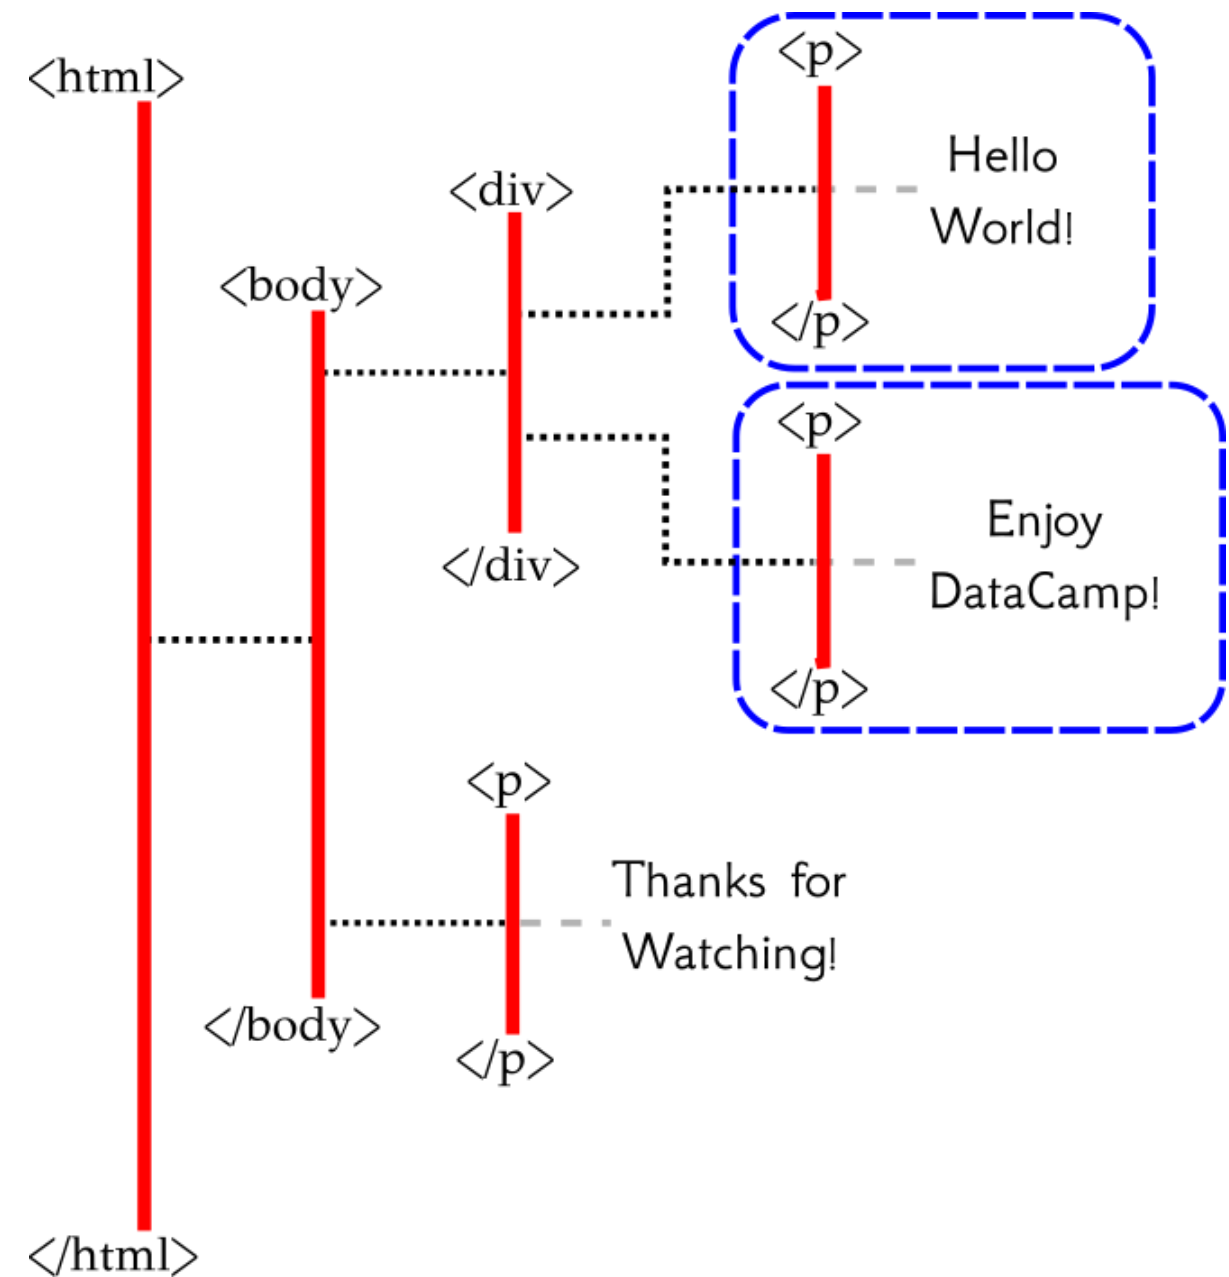 <html>
<body>
<div>
<p>
Hello
World!
</p>
<p>
Enjoy
DataCamp!
</p>
</div>
<p>
Thanks for
Watching!
</p>
</body>
</html>